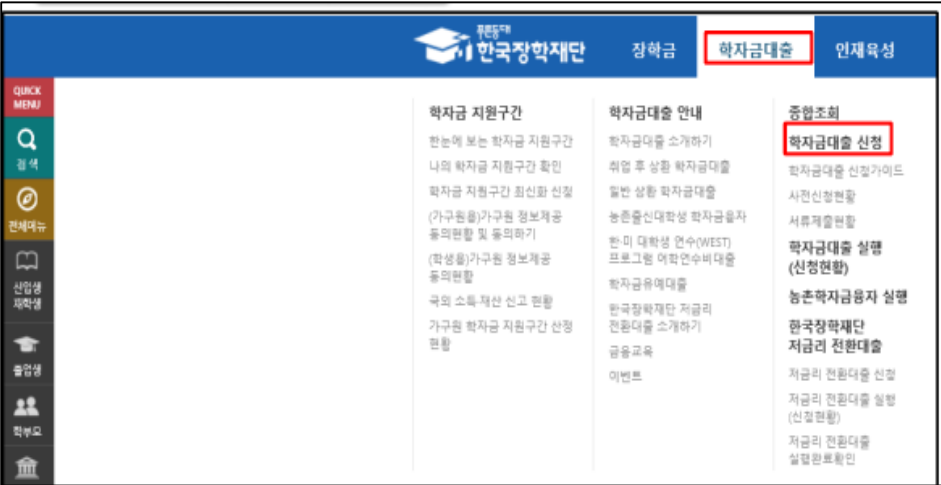 푸른등대
한국장학재단
장학금
학자금대출
인재육성
QUICK
MENU
검색
전체메뉴
신입생
재학생
졸업생
학부모
학자금 지원구간
한눈에 보는 학자금 지원구간
나의 학자금 지원구간 확인
학자금 지원구간 최신화 신청
(가구원용)가구원 정보제공
동의현황 및 동의하기
(학생용)가구원 정보제공
동의현황
국외 소득·재산 신고 현황
가구원 학자금 지원구간 산정
현황
학자금대출 안내
학자금대출 소개하기
취업 후 상환 학자금대출
일반 상환 학자금대출
농촌출신대학생 학자금융자
한·미 대학생 연수(WEST)
프로그램 어학연수비대출
학자금유예대출
한국장학재단 저금리
전환대출 소개하기
금융교육
이벤트
종합조회
학자금대출 신청
학자금대출 신청가이드
사전신청현황
서류제출현황
학자금대출 실행
(신청현황)
농촌학자금융자 실행
한국장학재단
저금리 전환대출
저금리 전환대출 신청
저금리 전환대출 실행
(신청현황)
저금리 전환대출
실행완료확인